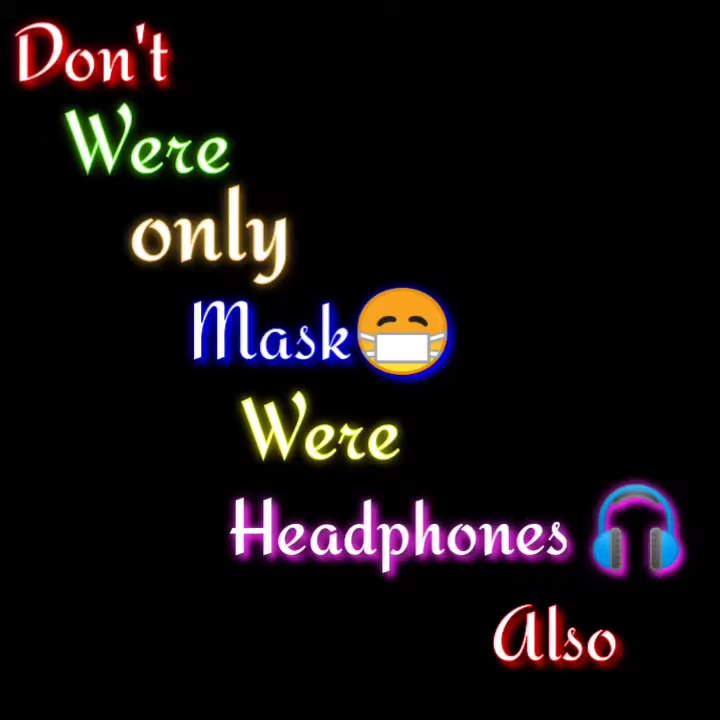 Don't
Were
only
Mask😷
Were
Headphones 🎧
Also